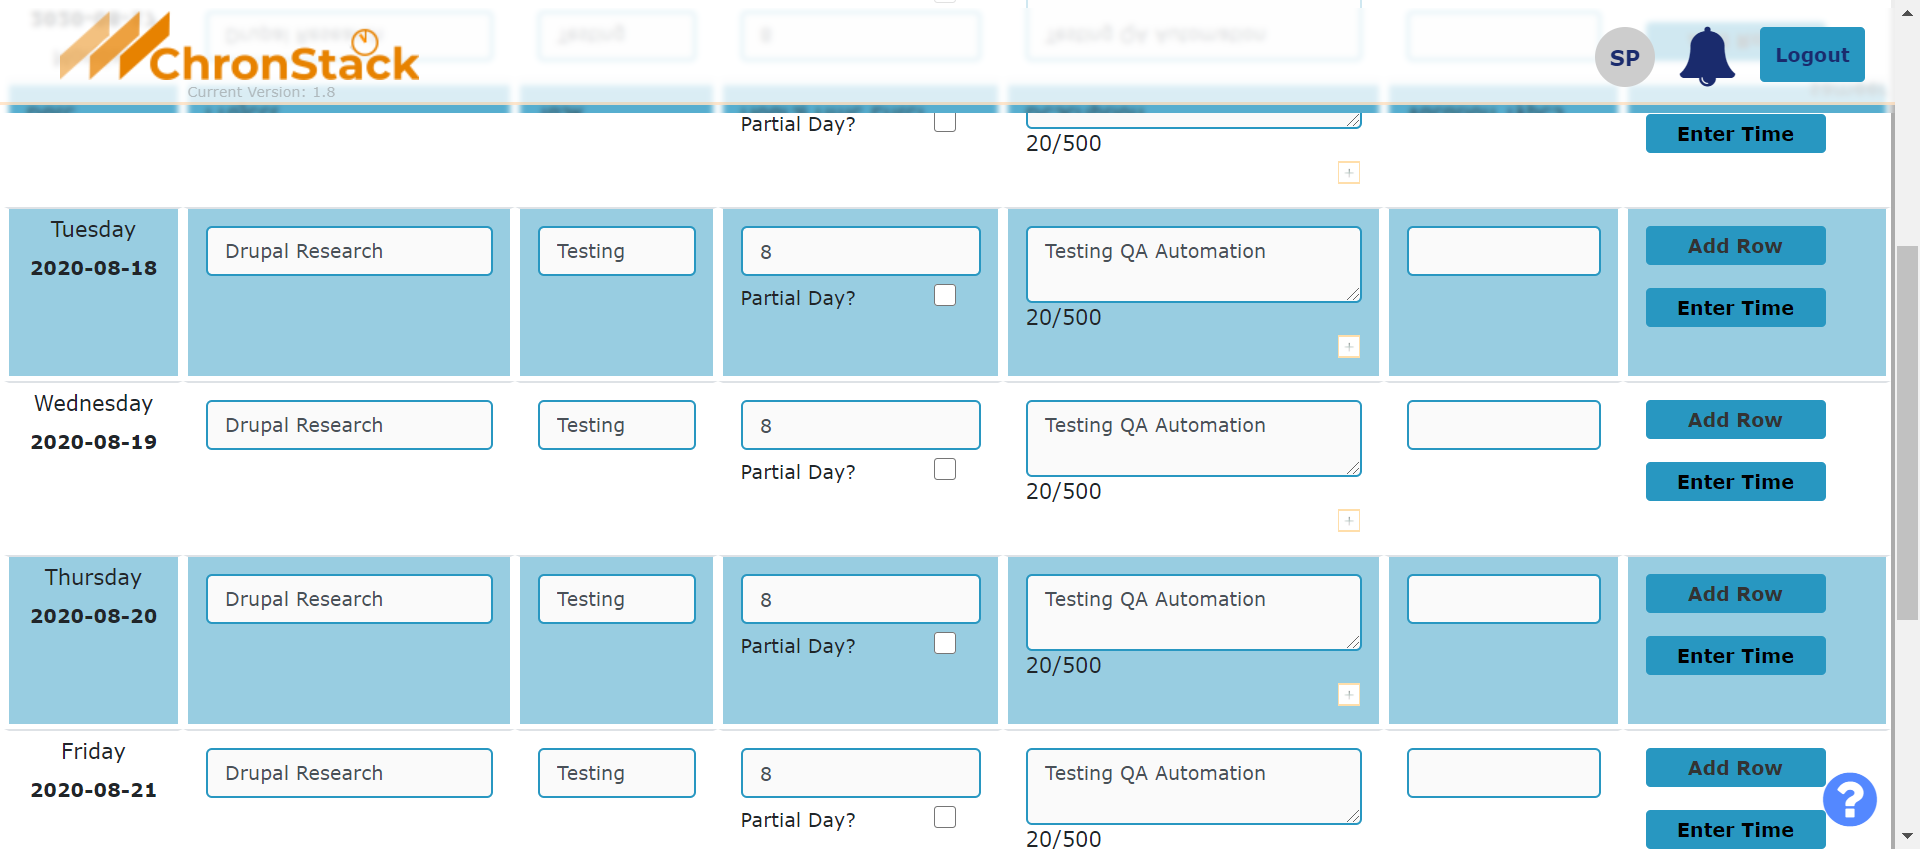 ChronStack
Current Version: 1.8
SP
Logout
Partial Day?
20/500
+
Enter Time
Tuesday
2020-08-18
Drupal Research
Testing
8
Partial Day?
Testing QA Automation
20/500
+
Add Row
Enter Time
Wednesday
2020-08-19
Drupal Research
Testing
8
Partial Day?
Testing QA Automation
20/500
+
Add Row
Enter Time
Thursday
2020-08-20
Drupal Research
Testing
8
Partial Day?
Testing QA Automation
20/500
+
Add Row
Enter Time
Friday
2020-08-21
Drupal Research
Testing
8
Partial Day?
Testing QA Automation
20/500
Add Row
Enter Time
?